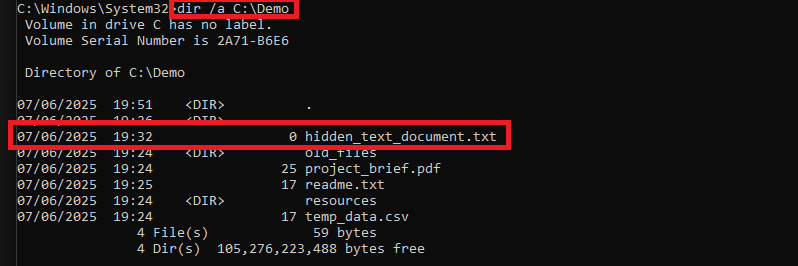 C:\Windows\System32>dir /a C:\Demo
Volume in drive C has no label.
Volume Serial Number is 2A71-B6E6
Directory of C:\Demo
07/06/2025 19:51 <DIR> .
07/06/2025 19:26 <DIR>
07/06/2025 19:32 0 hidden_text_document.txt
07/06/2025 19:24 <DIR> old_files
07/06/2025 19:24 25 project_brief.pdf
07/06/2025 19:25 17 readme.txt
07/06/2025 19:24 <DIR> resources
07/06/2025 19:24 17 temp_data.csv
4 File(s) 59 bytes
4 Dir(s) 105,276,223,488 bytes free